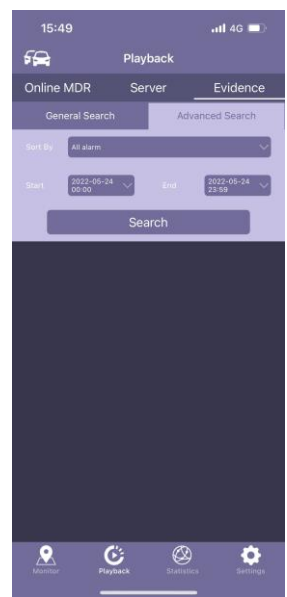 15:49 4G
Playback
Online MDR Server Evidence
General Search Advanced Search
Sort By All alarm
Start 2022-05-24 00:00 End 2022-05-24 23:59
Search
Monitor Playback Statistics Settings